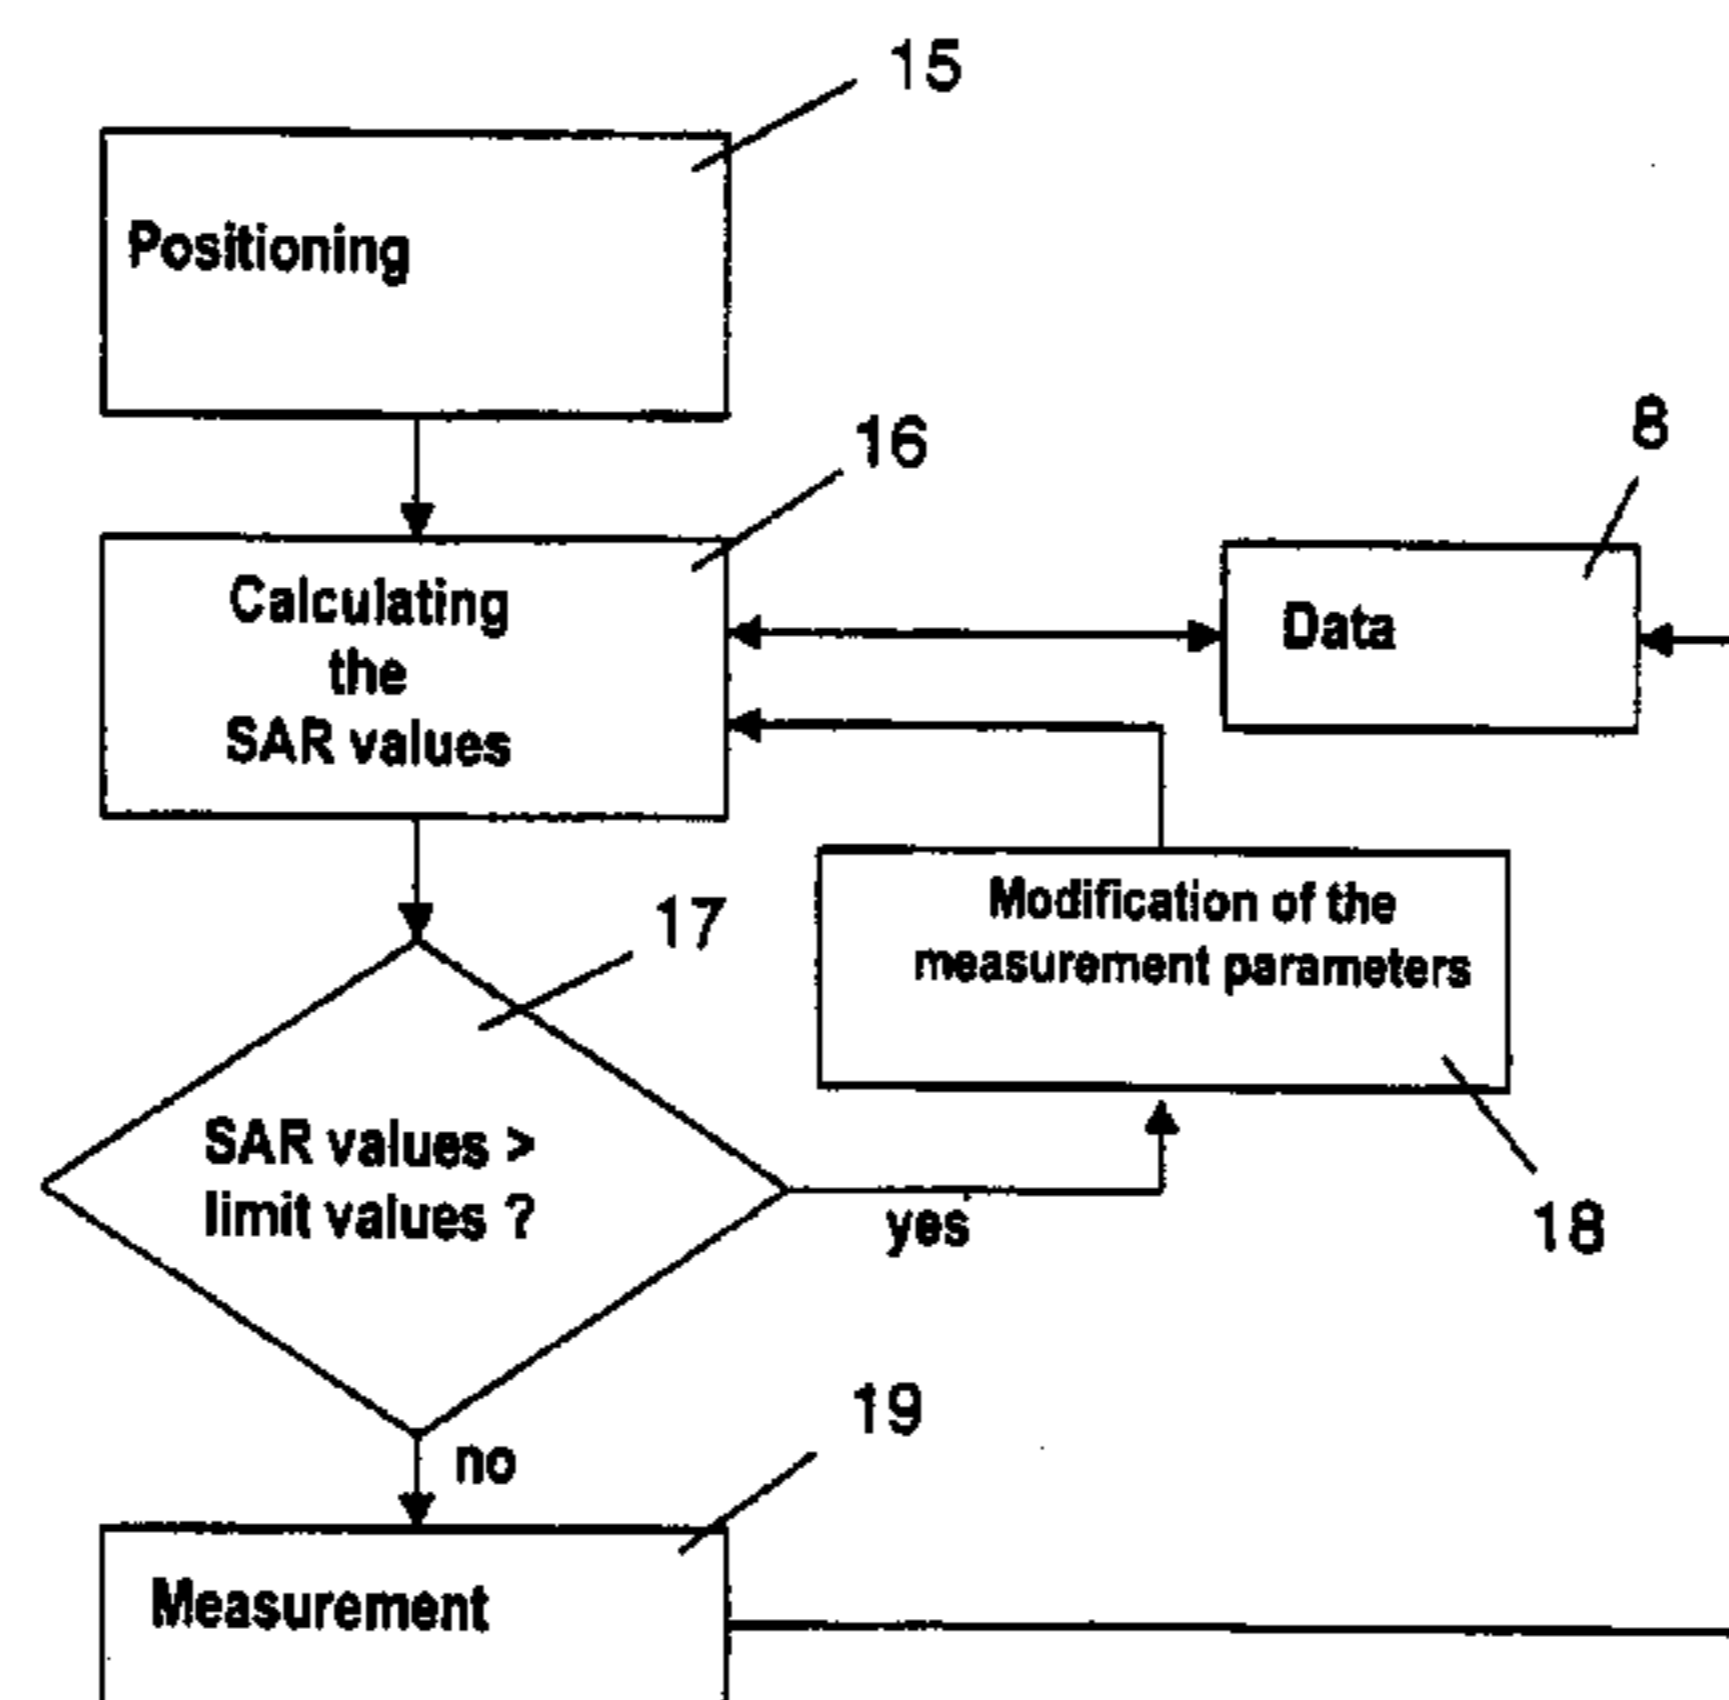 15
Positioning
16
8
Calculating
the
SAR values
Data
Modification of the
measurement parameters
17
SAR values >
limit values ?
yes
18
no
19
Measurement